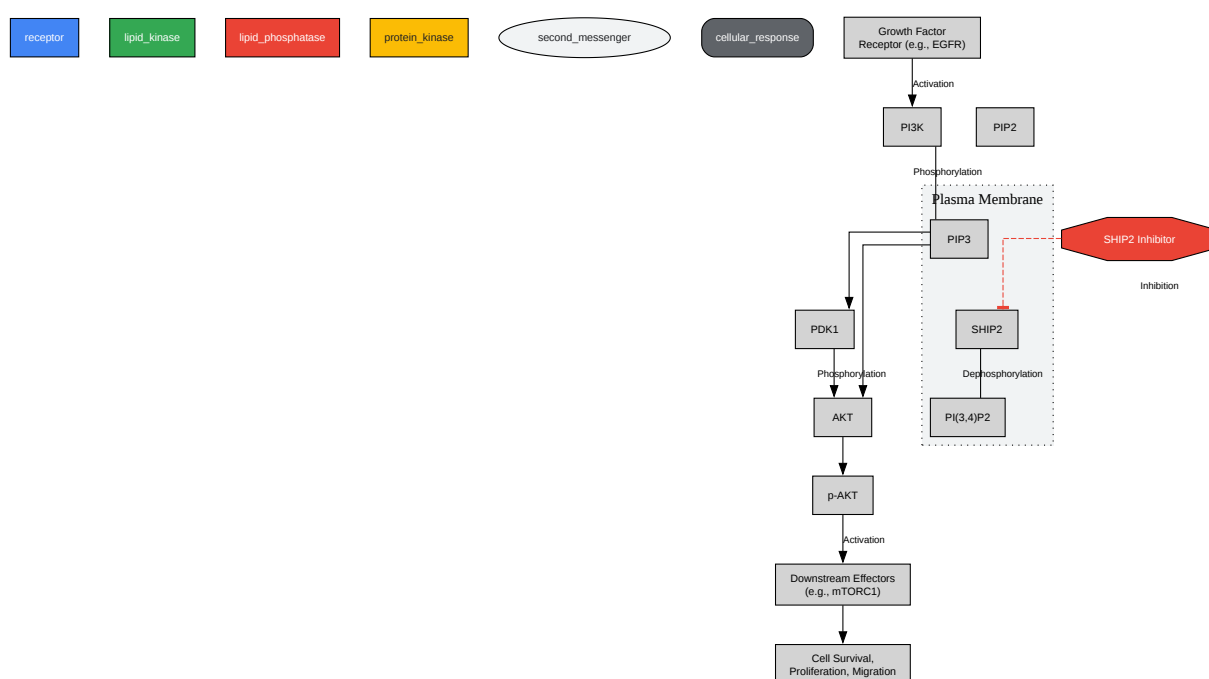 receptor
lipid_kinase
lipid_phosphatase
protein_kinase
second_messenger
cellular_response
Growth Factor
Receptor (e.g., EGFR)
Activation
PI3K
PIP2
Phosphorylation
Plasma Membrane
PIP3
SHIP2 Inhibitor
Inhibition
PDK1
SHIP2
Phosphorylation
Dephosphorylation
AKT
PI(3,4)P2
p-AKT
Activation
Downstream Effectors
(e.g., mTORC1)
Cell Survival,
Proliferation, Migration